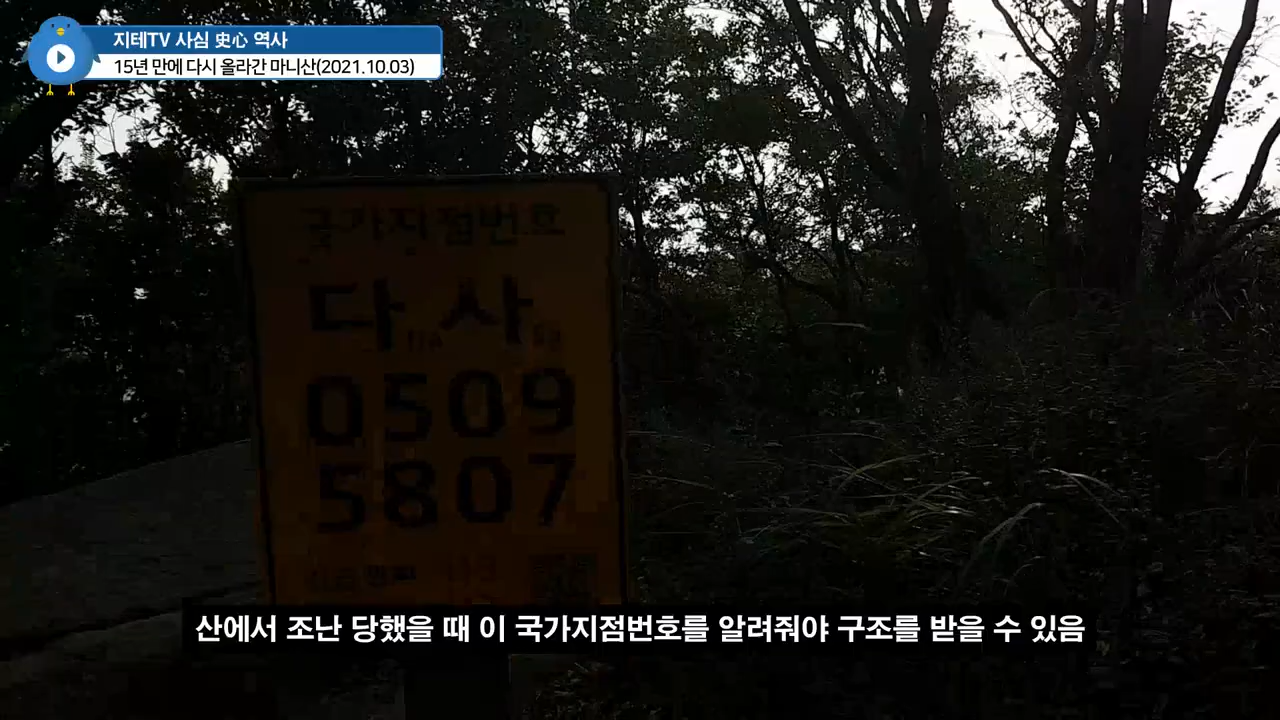 지테TV 사심 史心 역사
15년 만에 다시 올라간 마니산(2021.10.03)
국가지점번호
다 사
0509
5807
산에서 조난 당했을 때 이 국가지점번호를 알려줘야 구조를 받을 수 있음